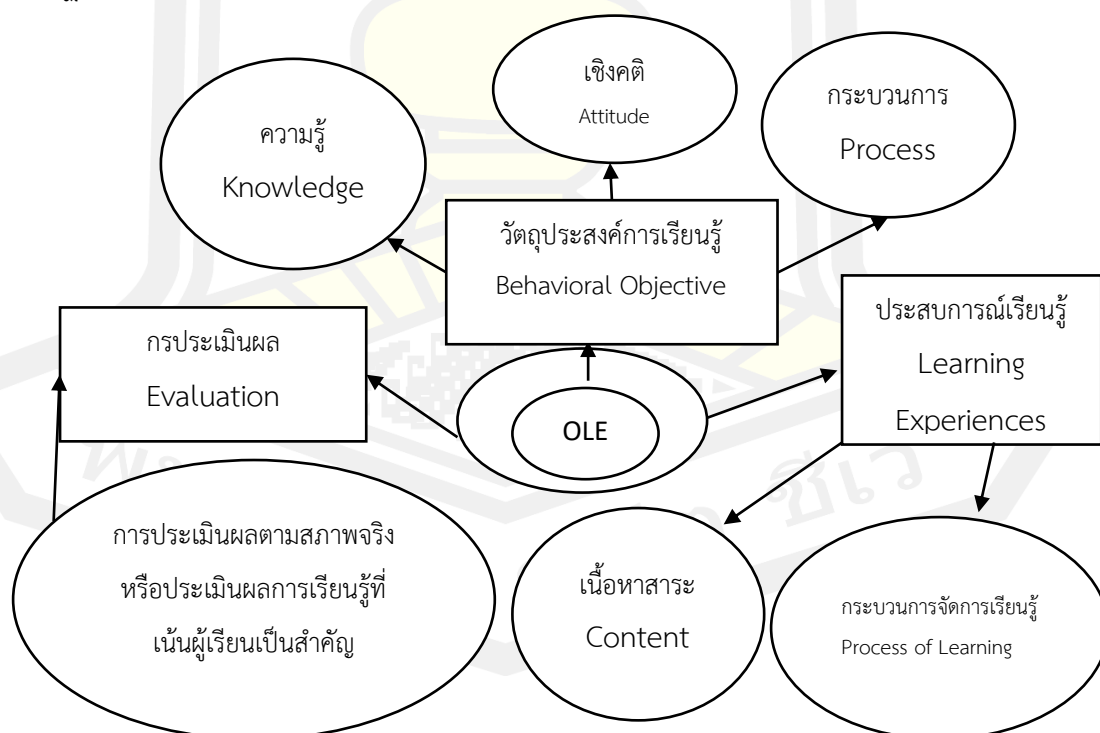 เชิงคติ
Attitude
กระบวนการ
Process
ความรู้
Knowledge
วัตถุประสงค์การเรียนรู้
Behavioral Objective
ประสบการณ์เรียนรู้
Learning
Experiences
กรประเมินผล
Evaluation
OLE
การประเมินผลตามสภาพจริง
หรือประเมินผลการเรียนรู้ที่
เน้นผู้เรียนเป็นสำคัญ
เนื้อหาสาระ
Content
กระบวนการจัดการเรียนรู้
Process of Learning
ชีเว